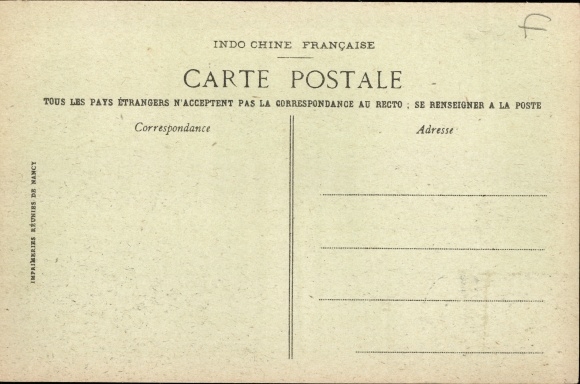 INDO CHINE FRANÇAISE
CARTE POSTALE
TOUS LES PAYS ÉTRANGERS N'ACCEPTENT PAS LA CORRESPONDANCE AU RECTO ; SE RENSEIGNER A LA POSTE
Correspondance
Adresse
IMPRIMERIES RÉUNIES DE NANCY